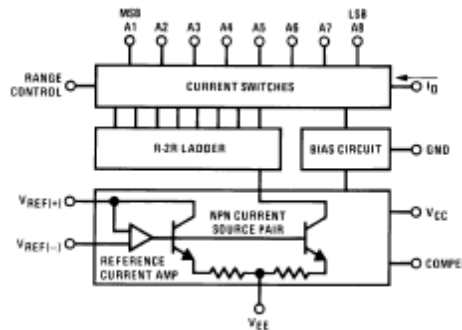 MSB LSB
A1 A2 A3 A4 A5 A6 A7 A8
RANGE
CONTROL
CURRENT SWITCHES
IO
R-2R LADDER
BIAS CIRCUIT
GND
VREF(+)
NPN CURRENT
SOURCE PAIR
VCC
VREF(–)
REFERENCE
CURRENT AMP
COMPE
VEE